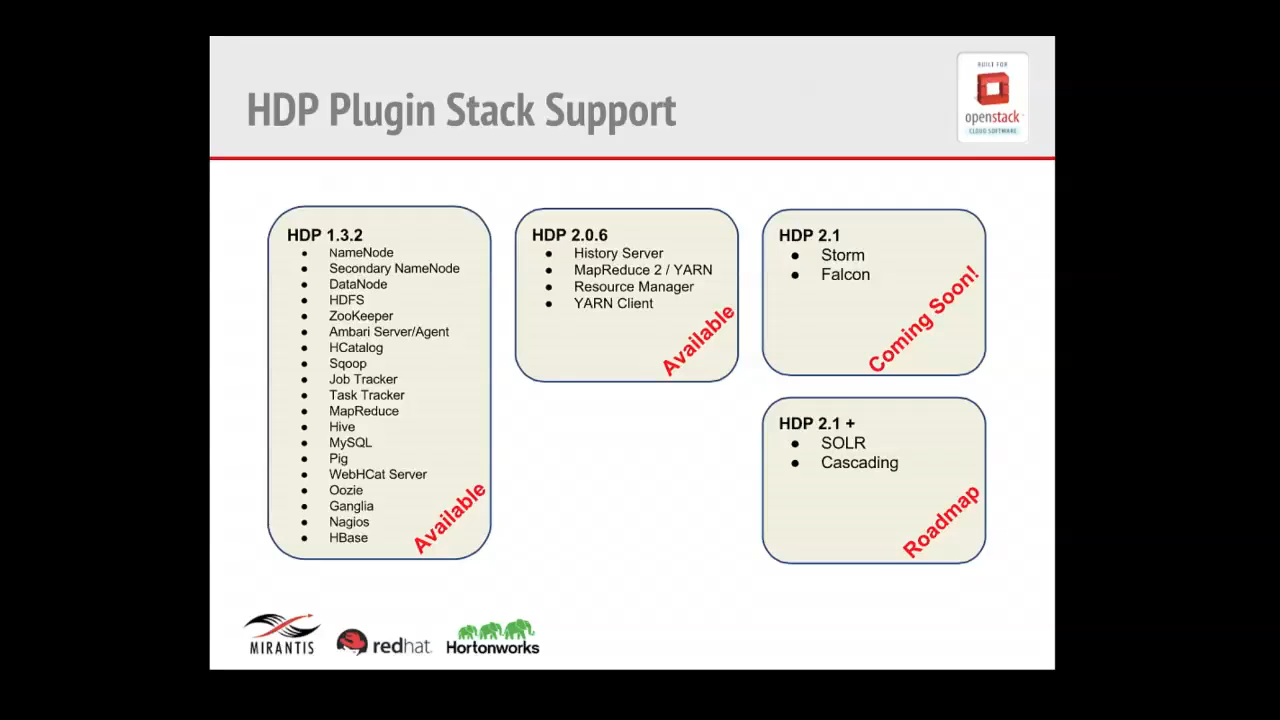 HDP Plugin Stack Support
BUILT FOR
openstack
CLOUD SOFTWARE
HDP 1.3.2
● NameNode
● Secondary NameNode
● DataNode
● HDFS
● ZooKeeper
● Ambari Server/Agent
● HCatalog
● Sqoop
● Job Tracker
● Task Tracker
● MapReduce
● Hive
● MySQL
● Pig
● WebHCat Server
● Oozie
● Ganglia
● Nagios
● HBase
Available
HDP 2.0.6
● History Server
● MapReduce 2 / YARN
● Resource Manager
● YARN Client
Available
HDP 2.1
● Storm
● Falcon
Coming Soon!
HDP 2.1 +
● SOLR
● Cascading
Roadmap
MIRANTIS
redhat.
Hortonworks